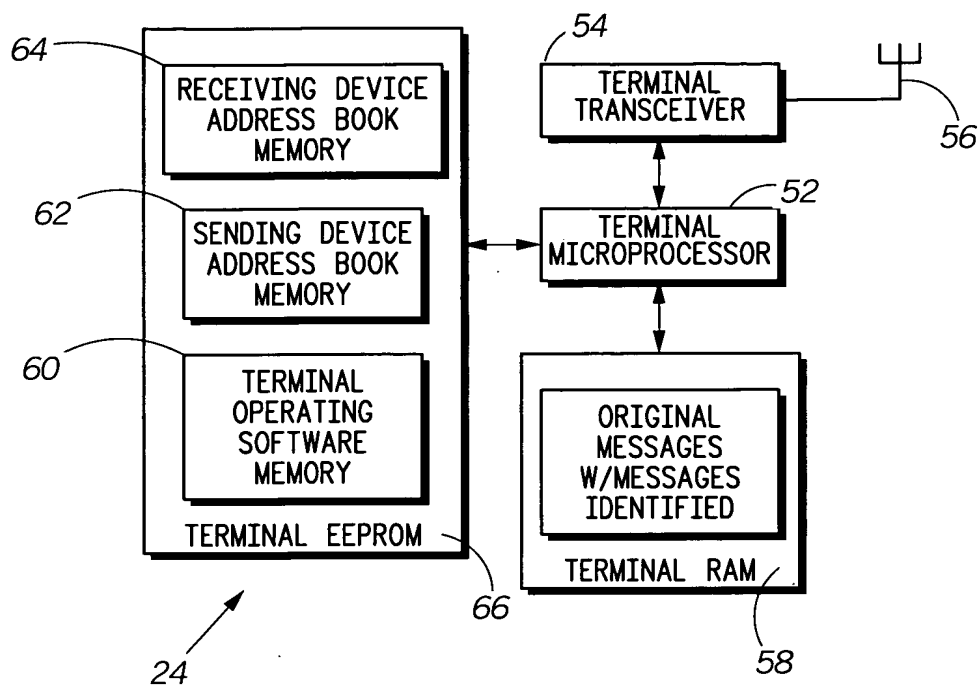 64
RECEIVING DEVICE
ADDRESS BOOK
MEMORY
62
SENDING DEVICE
ADDRESS BOOK
MEMORY
60
TERMINAL
OPERATING
SOFTWARE
MEMORY
TERMINAL EEPROM
66
24
54
TERMINAL
TRANSCEIVER
56
52
TERMINAL
MICROPROCESSOR
ORIGINAL
MESSAGES
W/MESSAGES
IDENTIFIED
TERMINAL RAM
58